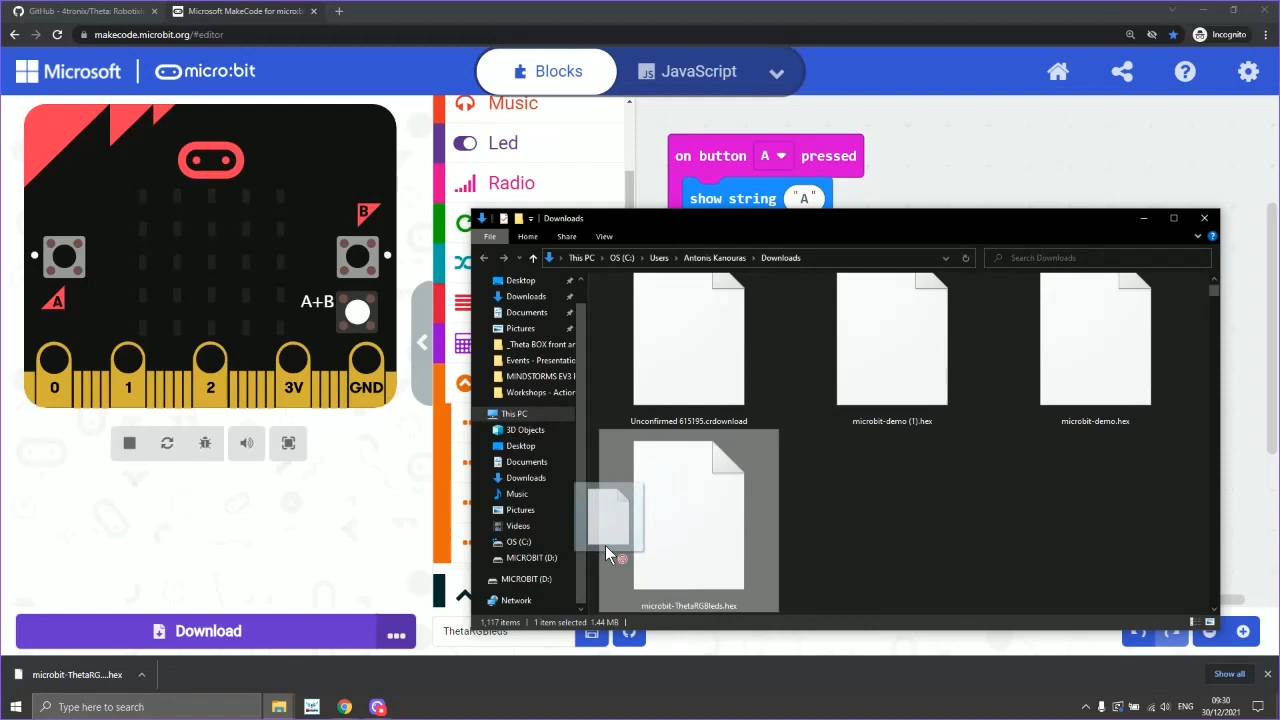 GitHub - 4tronix/Theta: Robotix
Microsoft MakeCode for micro:b
makecode.microbit.org/#editor
Incognito
Microsoft
micro:bit
Blocks
JavaScript
B
A
A+B
0
1
2
3V
GND
Download
...
Music
Led
Radio
on button A pressed
show string "A"
ThetaRGBleds
Downloads
File
Home
Share
View
This PC
OS (C:)
Users
Antonis Kanouras
Downloads
Search Downloads
Desktop
Downloads
Documents
Pictures
_Theta BOX front ar
Events - Presentatio
MINDSTORMS EV3
Workshops - Action
This PC
3D Objects
Desktop
Documents
Downloads
Music
Pictures
Videos
OS (C:)
MICROBIT (D:)
MICROBIT (D:)
Network
Unconfirmed 615195.crdownload
microbit-demo (1).hex
microbit-demo.hex
microbit-ThetaRGBleds.hex
1,117 items
1 item selected 1.44 MB
microbit-ThetaRG....hex
Show all
Type here to search
ENG
09:30
30/12/2021